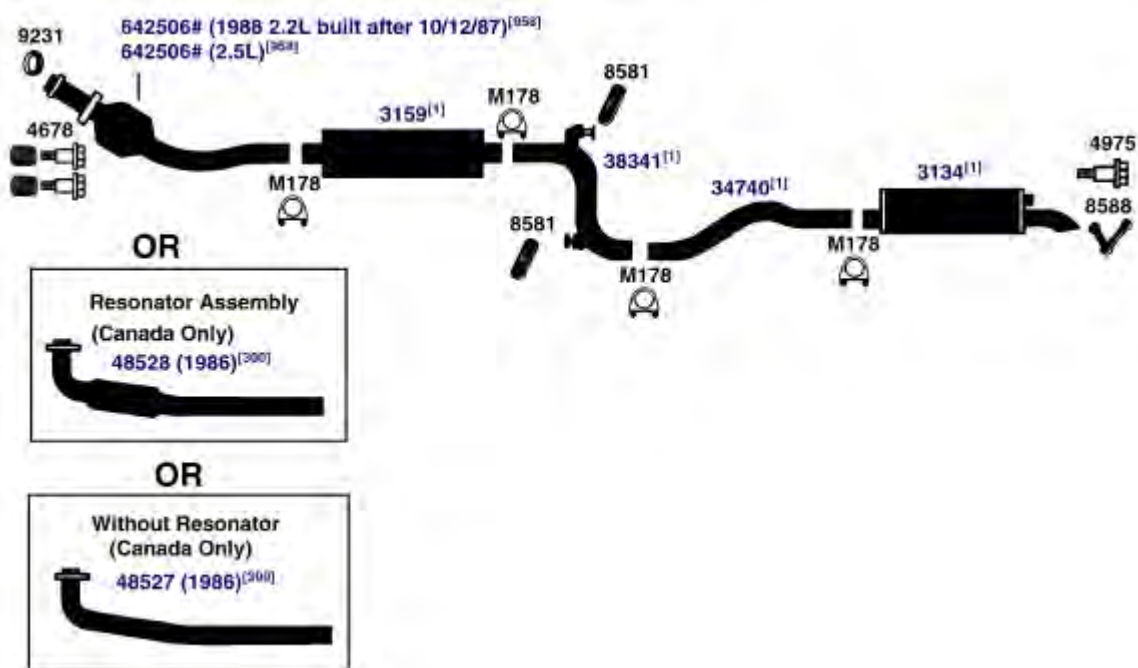 9231
642506# (1988 2.2L built after 10/12/87)[958]
642506# (2.5L)[958]
4678
M178
3159[1]
M178
8581
38341[1]
8581
M178
34740[1]
M178
3134[1]
4975
8588
OR
Resonator Assembly
(Canada Only)
48528 (1986)[300]
OR
Without Resonator
(Canada Only)
48527 (1986)[300]